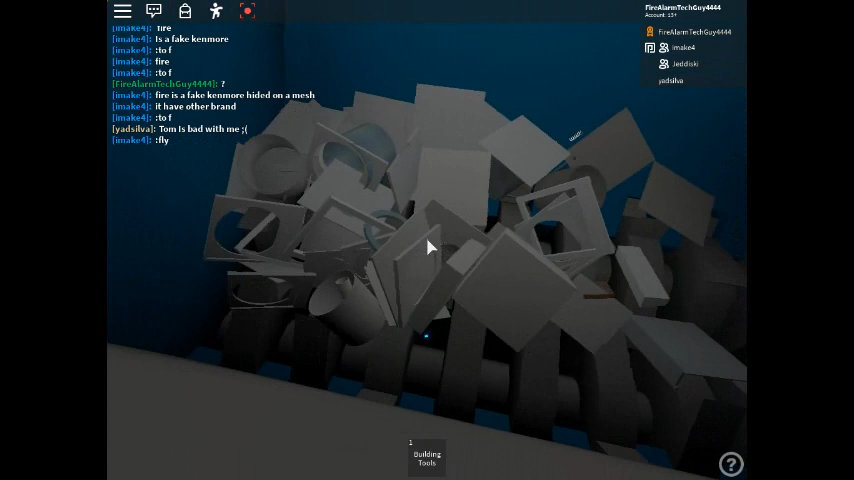 [imake4]: fire
[imake4]: Is a fake kenmore
[imake4]: :to f
[imake4]: fire
[imake4]: :to f
[FireAlarmTechGuy4444]: ?
[imake4]: fire is a fake kenmore hided on a mesh
[imake4]: it have other brand
[imake4]: :to f
[yadsilva]: Tom Is bad with me ;(
[imake4]: :fly
FireAlarmTechGuy4444
Account: 13+
FireAlarmTechGuy4444
imake4
Jeddiski
yadsilva
1
Building
Tools
?